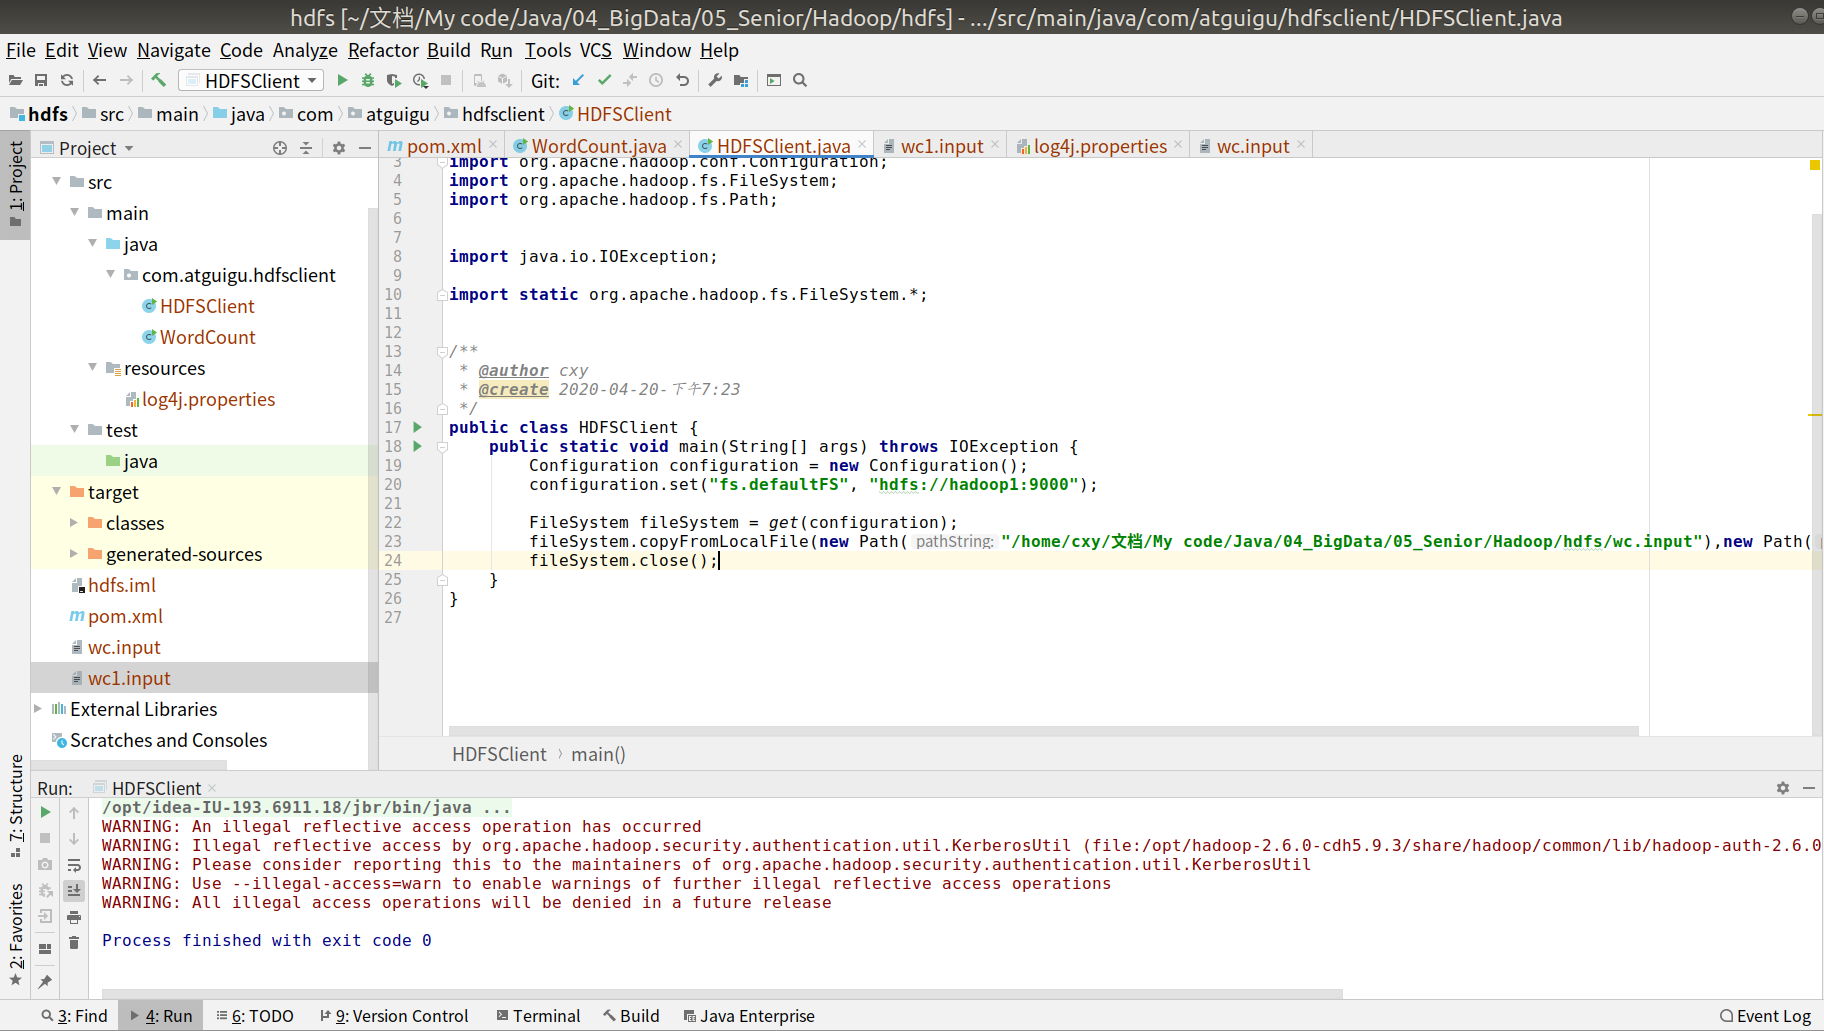 hdfs [~/文档/My code/Java/04_BigData/05_Senior/Hadoop/hdfs] - .../src/main/java/com/atguigu/hdfsclient/HDFSClient.java
File Edit View Navigate Code Analyze Refactor Build Run Tools VCS Window Help
HDFSClient Git:
hdfs src main java com atguigu hdfsclient HDFSClient
1: Project
Project
pom.xml WordCount.java HDFSClient.java wc1.input log4j.properties wc.input
src
main
java
com.atguigu.hdfsclient
HDFSClient
WordCount
resources
log4j.properties
test
java
target
classes
generated-sources
hdfs.iml
pom.xml
wc.input
wc1.input
External Libraries
Scratches and Consoles
3 import org.apache.hadoop.conf.Configuration;
4 import org.apache.hadoop.fs.FileSystem;
5 import org.apache.hadoop.fs.Path;
6
7
8 import java.io.IOException;
9
10 import static org.apache.hadoop.fs.FileSystem.*;
11
12
13 /**
14 * @author cxy
15 * @create 2020-04-20-下午7:23
16 */
17 public class HDFSClient {
18 public static void main(String[] args) throws IOException {
19 Configuration configuration = new Configuration();
20 configuration.set("fs.defaultFS", "hdfs://hadoop1:9000");
21
22 FileSystem fileSystem = get(configuration);
23 fileSystem.copyFromLocalFile(new Path( pathString: "/home/cxy/文档/My code/Java/04_BigData/05_Senior/Hadoop/hdfs/wc.input"),new Path(
24 fileSystem.close();
25 }
26 }
27
HDFSClient main()
7: Structure
2: Favorites
Run: HDFSClient
/opt/idea-IU-193.6911.18/jbr/bin/java ...
WARNING: An illegal reflective access operation has occurred
WARNING: Illegal reflective access by org.apache.hadoop.security.authentication.util.KerberosUtil (file:/opt/hadoop-2.6.0-cdh5.9.3/share/hadoop/common/lib/hadoop-auth-2.6.0
WARNING: Please consider reporting this to the maintainers of org.apache.hadoop.security.authentication.util.KerberosUtil
WARNING: Use --illegal-access=warn to enable warnings of further illegal reflective access operations
WARNING: All illegal access operations will be denied in a future release
Process finished with exit code 0
3: Find 4: Run 6: TODO 9: Version Control Terminal Build Java Enterprise Event Log